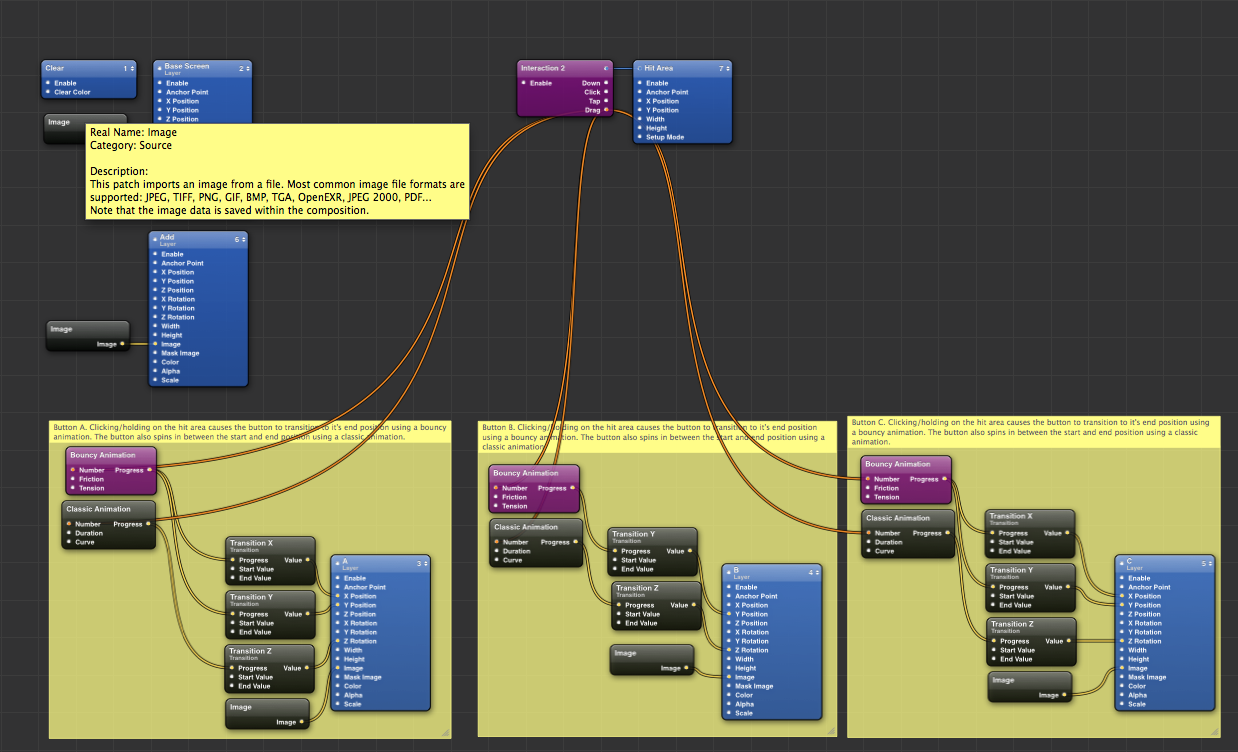 Clear 1
Enable
Clear Color
Base Screen 2
Layer
Enable
Anchor Point
X Position
Y Position
Z Position
Image
Real Name: Image
Category: Source
Description:
This patch imports an image from a file. Most common image file formats are
supported: JPEG, TIFF, PNG, GIF, BMP, TGA, OpenEXR, JPEG 2000, PDF...
Note that the image data is saved within the composition.
Interaction 2
Enable Down
Click
Tap
Drag
Hit Area 7
Enable
Anchor Point
X Position
Y Position
Width
Height
Setup Mode
Add 6
Layer
Enable
Anchor Point
X Position
Y Position
Z Position
X Rotation
Y Rotation
Z Rotation
Width
Height
Image
Mask Image
Color
Alpha
Scale
Image
Image
Button A. Clicking/holding on the hit area causes the button to transition to it's end position using a bouncy
animation. The button also spins in between the start and end position using a classic animation.
Bouncy Animation
Number Progress
Friction
Tension
Classic Animation
Number Progress
Duration
Curve
Transition X
Transition
Progress Value
Start Value
End Value
Transition Y
Transition
Progress Value
Start Value
End Value
Transition Z
Transition
Progress Value
Start Value
End Value
Image
Image
A 3
Layer
Enable
Anchor Point
X Position
Y Position
Z Position
X Rotation
Y Rotation
Z Rotation
Width
Height
Image
Mask Image
Color
Alpha
Scale
Button B. Clicking/holding on the hit area causes the button to transition to it's end position
using a bouncy animation. The button also spins in between the start and end position using a
classic animation.
Bouncy Animation
Number Progress
Friction
Tension
Classic Animation
Number Progress
Duration
Curve
Transition Y
Transition
Progress Value
Start Value
End Value
Transition Z
Transition
Progress Value
Start Value
End Value
Image
Image
B 4
Layer
Enable
Anchor Point
X Position
Y Position
Z Position
X Rotation
Y Rotation
Z Rotation
Width
Height
Image
Mask Image
Color
Alpha
Scale
Button C. Clicking/holding on the hit area causes the button to transition to it's end position
using a bouncy animation. The button also spins in between the start and end position using a classic
animation.
Bouncy Animation
Number Progress
Friction
Tension
Classic Animation
Number Progress
Duration
Curve
Transition X
Transition
Progress Value
Start Value
End Value
Transition Y
Transition
Progress Value
Start Value
End Value
Transition Z
Transition
Progress Value
Start Value
End Value
Image
Image
C 5
Layer
Enable
Anchor Point
X Position
Y Position
Z Position
X Rotation
Y Rotation
Z Rotation
Width
Height
Image
Mask Image
Color
Alpha
Scale